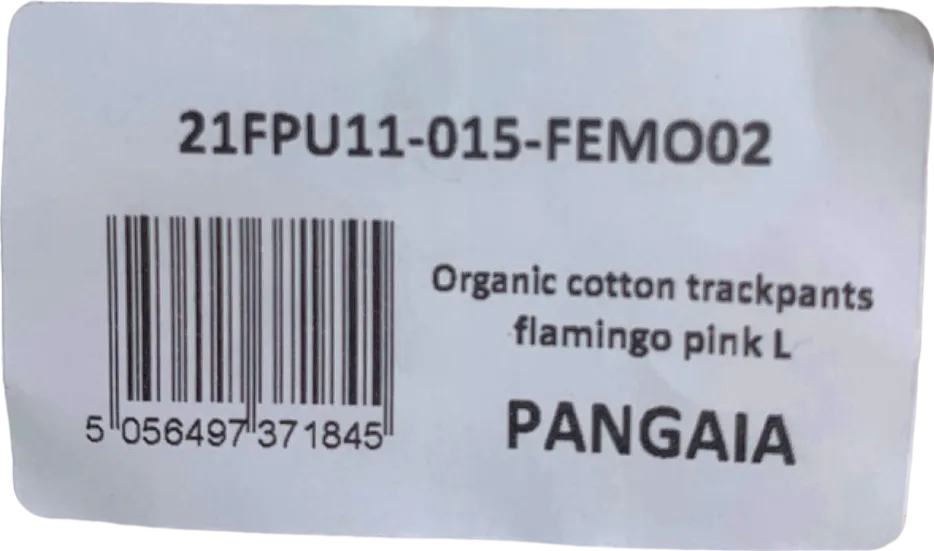 21FPU11-015-FEMO02
Organic cotton trackpants
flamingo pink L
PANGAIA
5 056497 371845